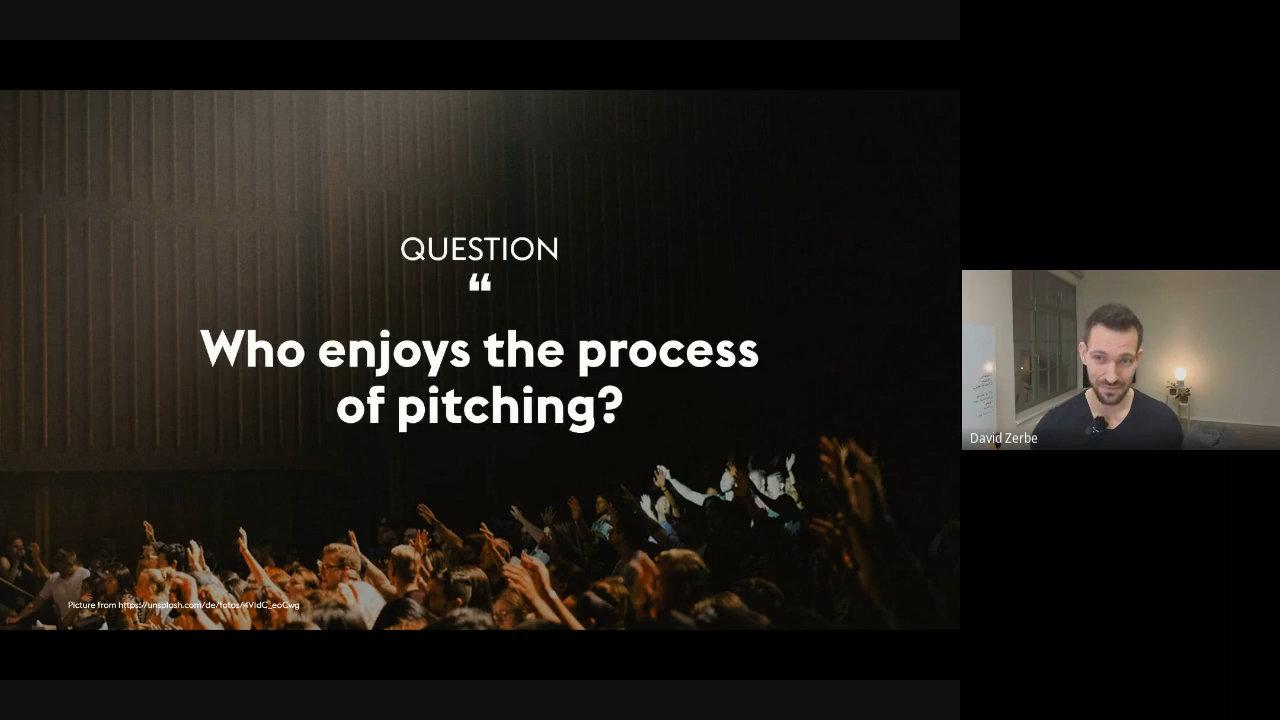 QUESTION
“
Who enjoys the process
of pitching?
Picture from https://unsplash.com/de/fotos/4VIdC_eoCwg
David Zerbe